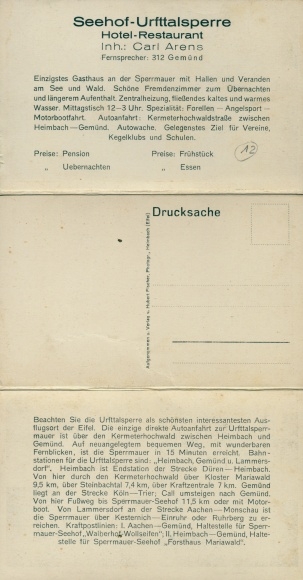 Seehof-Urfttalsperre
Hotel-Restaurant
Inh.: Carl Arens
Fernsprecher: 312 Gemünd
Einzigstes Gasthaus an der Sperrmauer mit Hallen und Veranden
am See und Wald. Schöne Fremdenzimmer zum Übernachten
und längerem Aufenthalt. Zentralheizung, fließendes kaltes und warmes
Wasser. Mittagstisch 12–3 Uhr. Spezialität: Forellen – Angelsport –
Motorbootfahrt. Autoanfahrt: Kermeterhochwaldstraße zwischen
Heimbach—Gemünd. Autowache. Gelegenstes Ziel für Vereine,
Kegelklubs und Schulen.
Preise: Pension Preise: Frühstück
„ Uebernachten „ Essen
12
Drucksache
Aufgenommen u. Verlag v. Hubert Fischer, Photogr., Heimbach (Eifel)
Beachten Sie die Urfttalsperre als schönsten interessantesten Aus-
flugsort der Eifel. Die einzige direkte Autoanfahrt zur Urfttalsperr-
mauer ist über den Kermeterhochwald zwischen Heimbach und
Gemünd. Auf neuangelegtem bequemen Weg, mit wunderbaren
Fernblicken, ist die Sperrmauer in 15 Minuten erreicht. Bahn-
stationen für die Urfttalsperre sind: „Heimbach, Gemünd u. Lammers-
dorf". Heimbach ist Endstation der Strecke Düren—Heimbach.
Von hier durch den Kermeterhochwald über Kloster Mariawald
9,5 km, über Steinbachtal 7,4 km, über Kraftzentrale 7 km. Gemünd
liegt an der Strecke Köln—Trier; Call umsteigen nach Gemünd.
Von hier Fußweg bis Sperrmauer-Seehof 11,5 km oder mit Motor-
boot. Von Lammersdorf an der Strecke Aachen—Monschau ist
die Sperrmauer über Kesternich—Einruhr oder Ruhrberg zu er-
reichen. Kraftpostlinien: I. Aachen—Gemünd, Haltestelle für Sperr-
mauer-Seehof „Walberhof-Wollseifen"; II. Heimbach—Gemünd, Halte-
stelle für Sperrmauer-Seehof „Forsthaus Mariawald".